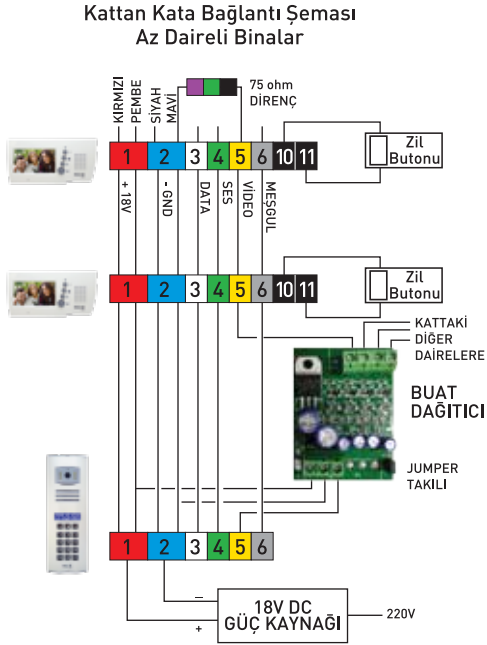 Kattan Kata Bağlantı Şeması
Az Daireli Binalar
KIRMIZI
PEMBE
SİYAH
MAVİ
75 ohm
DİRENÇ
1 2 3 4 5 6 10 11
Zil
Butonu
+ 18V
- GND
DATA
SES
VİDEO
MEŞGUL
1 2 3 4 5 6 10 11
Zil
Butonu
KATTAKİ
DİĞER
DAİRELERE
BUAT
DAĞITICI
JUMPER
TAKILI
1 2 3 4 5 6
–
+
18V DC
GÜÇ KAYNAĞI
220V